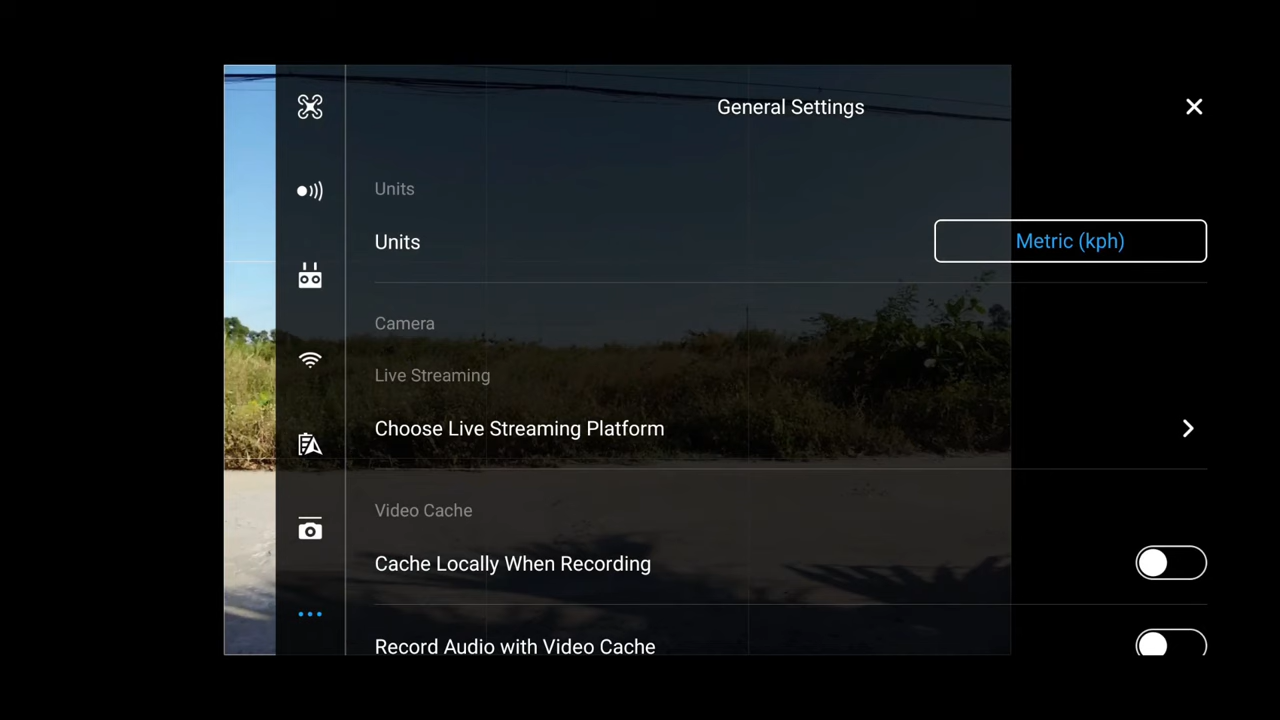 General Settings
Units
Units
Metric (kph)
Camera
Live Streaming
Choose Live Streaming Platform
Video Cache
Cache Locally When Recording
Record Audio with Video Cache